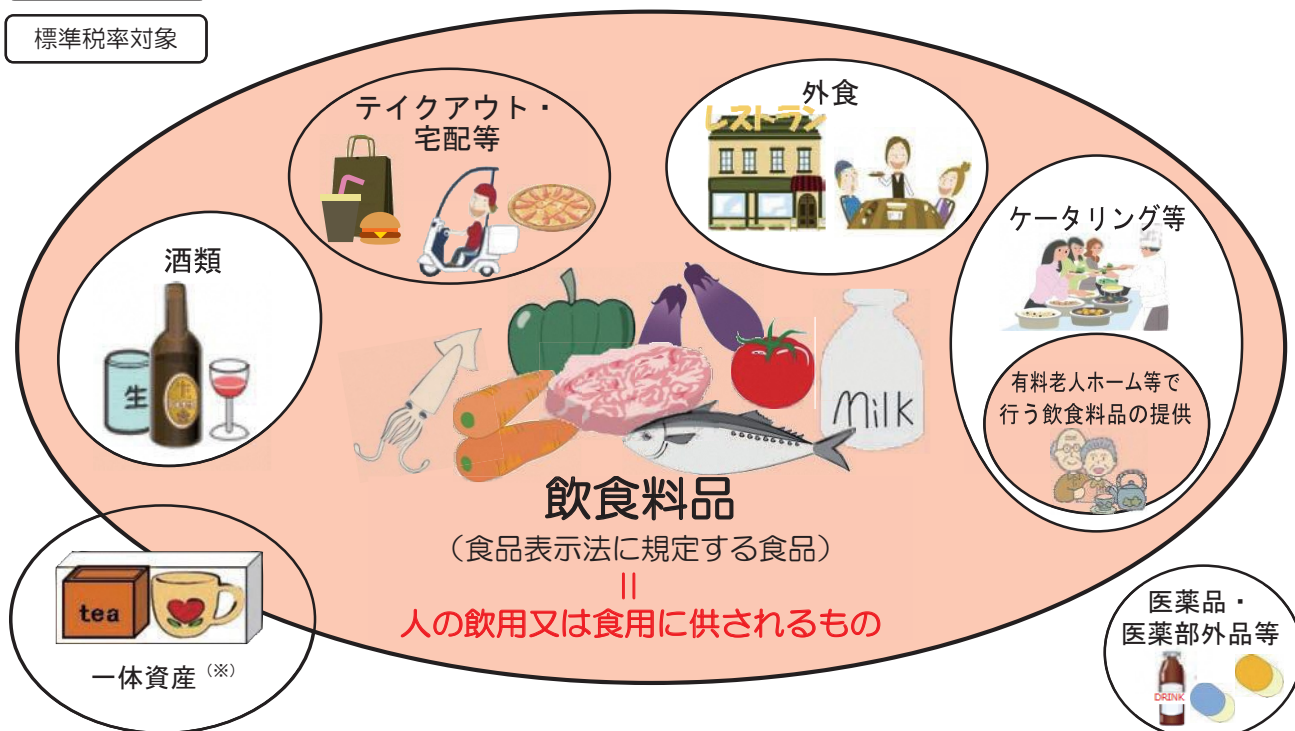 標準税率対象
テイクアウト・
宅配等
外食
レストラン
ケータリング等
酒類
生
有料老人ホーム等で
行う飲食料品の提供
Milk
飲食料品
（食品表示法に規定する食品）
＝
人の飲用又は食用に供されるもの
tea
一体資産（※）
医薬品・
医薬部外品等
DRINK